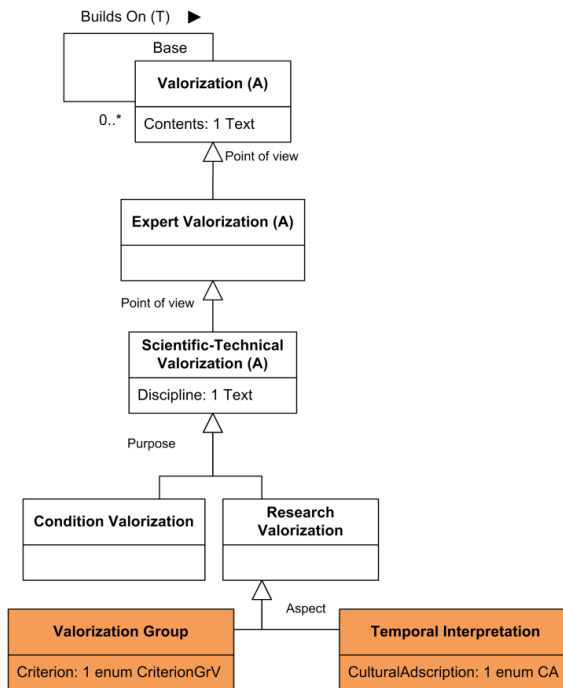 Builds On (T) ►
Base
Valorization (A)
0..*
Contents: 1 Text
Point of view
Expert Valorization (A)
Point of view
Scientific-Technical
Valorization (A)
Discipline: 1 Text
Purpose
Condition Valorization
Research
Valorization
Aspect
Valorization Group
Temporal Interpretation
Criterion: 1 enum CriterionGrV
CulturalAdscription: 1 enum CA